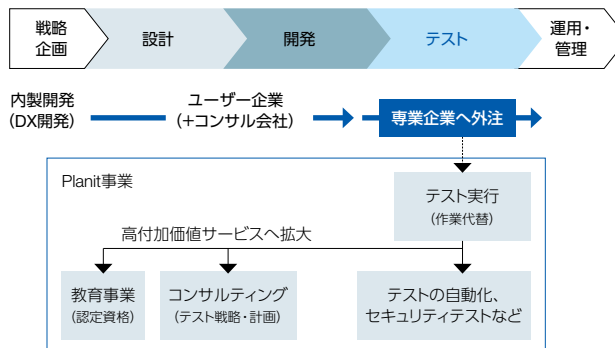 戦略
企画
設計
開発
テスト
運用・
管理
内製開発
(DX開発)
ユーザー企業
(+コンサル会社)
専業企業へ外注
Planit事業
テスト実行
(作業代替)
高付加価値サービスへ拡大
教育事業
(認定資格)
コンサルティング
(テスト戦略・計画)
テストの自動化、
セキュリティテストなど